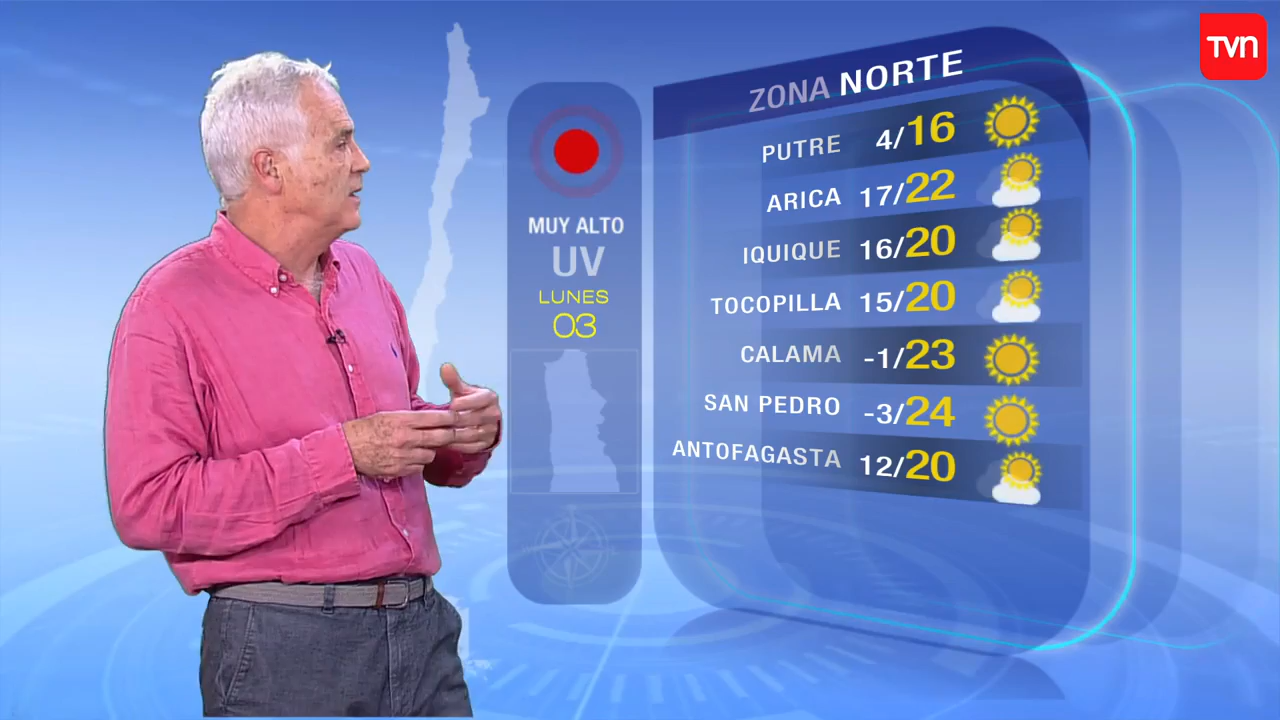 TVN
ZONA NORTE
PUTRE 4/16
ARICA 17/22
IQUIQUE 16/20
TOCOPILLA 15/20
CALAMA -1/23
SAN PEDRO -3/24
ANTOFAGASTA 12/20
MUY ALTO
UV
LUNES
03